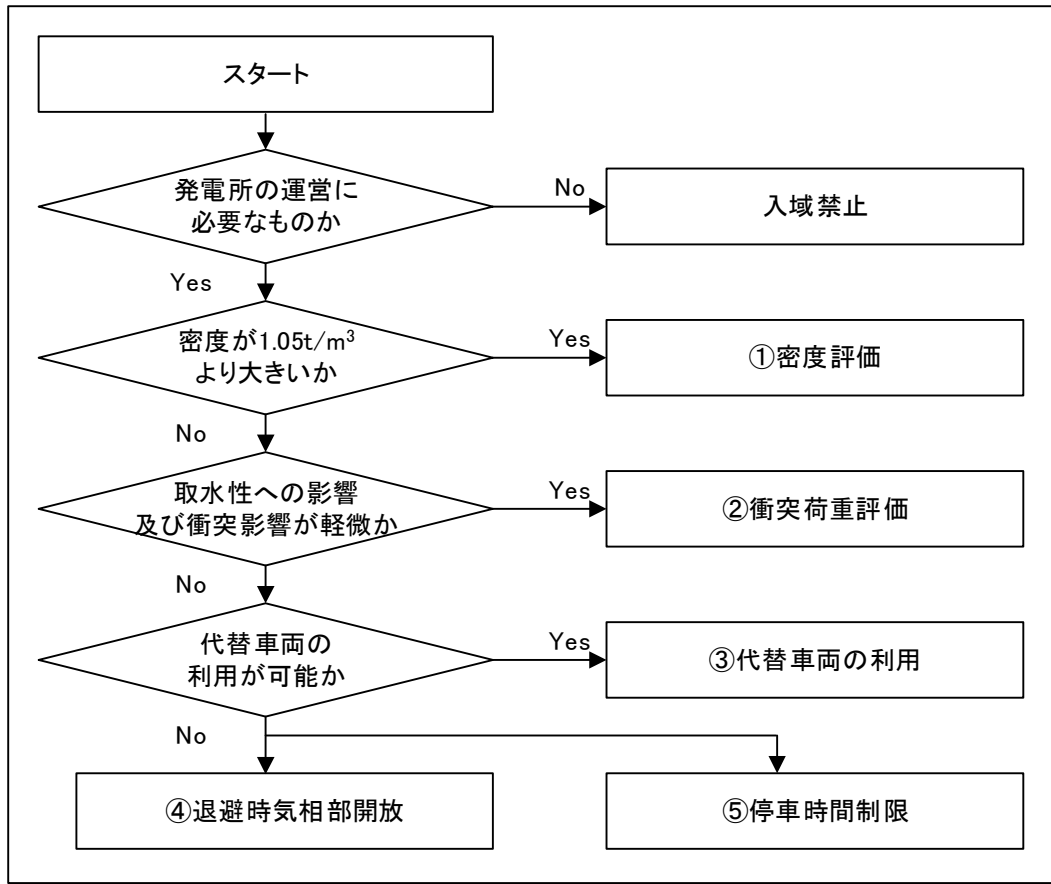 スタート
発電所の運営に
必要なものか
No
入域禁止
Yes
密度が1.05t/m³
より大きいか
Yes
①密度評価
No
取水性への影響
及び衝突影響が軽微か
Yes
②衝突荷重評価
No
代替車両の
利用が可能か
Yes
③代替車両の利用
No
④退避時気相部開放
⑤停車時間制限